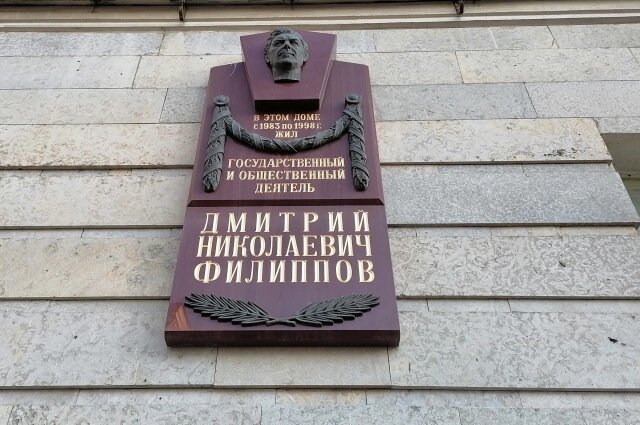 В ЭТОМ ДОМЕ
с 1983 по 1998 г.
ЖИЛ
ГОСУДАРСТВЕННЫЙ
И ОБЩЕСТВЕННЫЙ
ДЕЯТЕЛЬ
ДМИТРИЙ
НИКОЛАЕВИЧ
ФИЛИППОВ